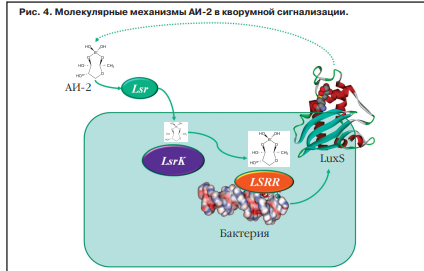 Рис. 4. Молекулярные механизмы АИ-2 в кворумной сигнализации.
АИ-2
Lsr
LsrK
LSRR
LuxS
Бактерия